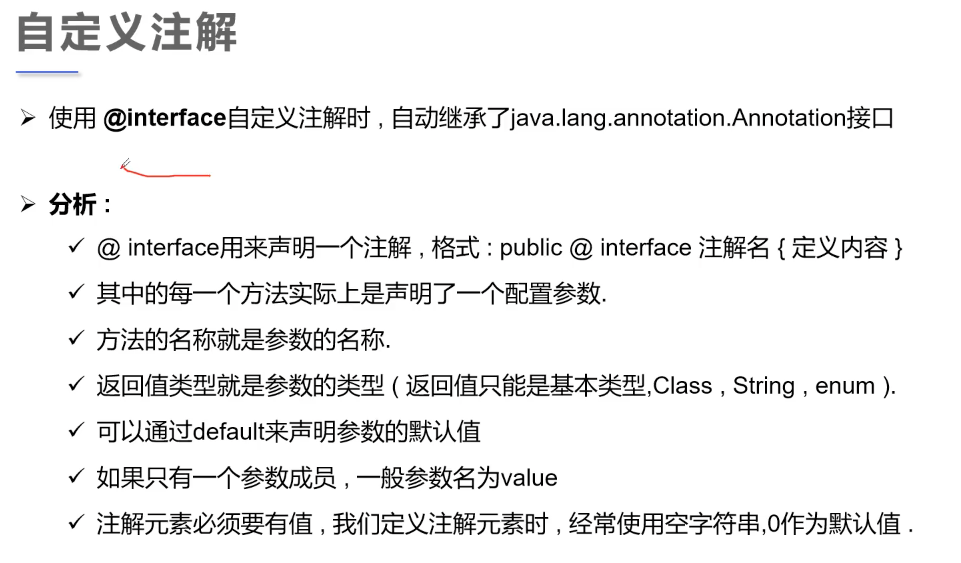 自定义注解
使用 @interface自定义注解时 , 自动继承了java.lang.annotation.Annotation接口
分析 :
@ interface用来声明一个注解 , 格式 : public @ interface 注解名 { 定义内容 }
其中的每一个方法实际上是声明了一个配置参数.
方法的名称就是参数的名称.
返回值类型就是参数的类型 ( 返回值只能是基本类型,Class , String , enum ).
可以通过default来声明参数的默认值
如果只有一个参数成员 , 一般参数名为value
注解元素必须要有值 , 我们定义注解元素时 , 经常使用空字符串,0作为默认值 .